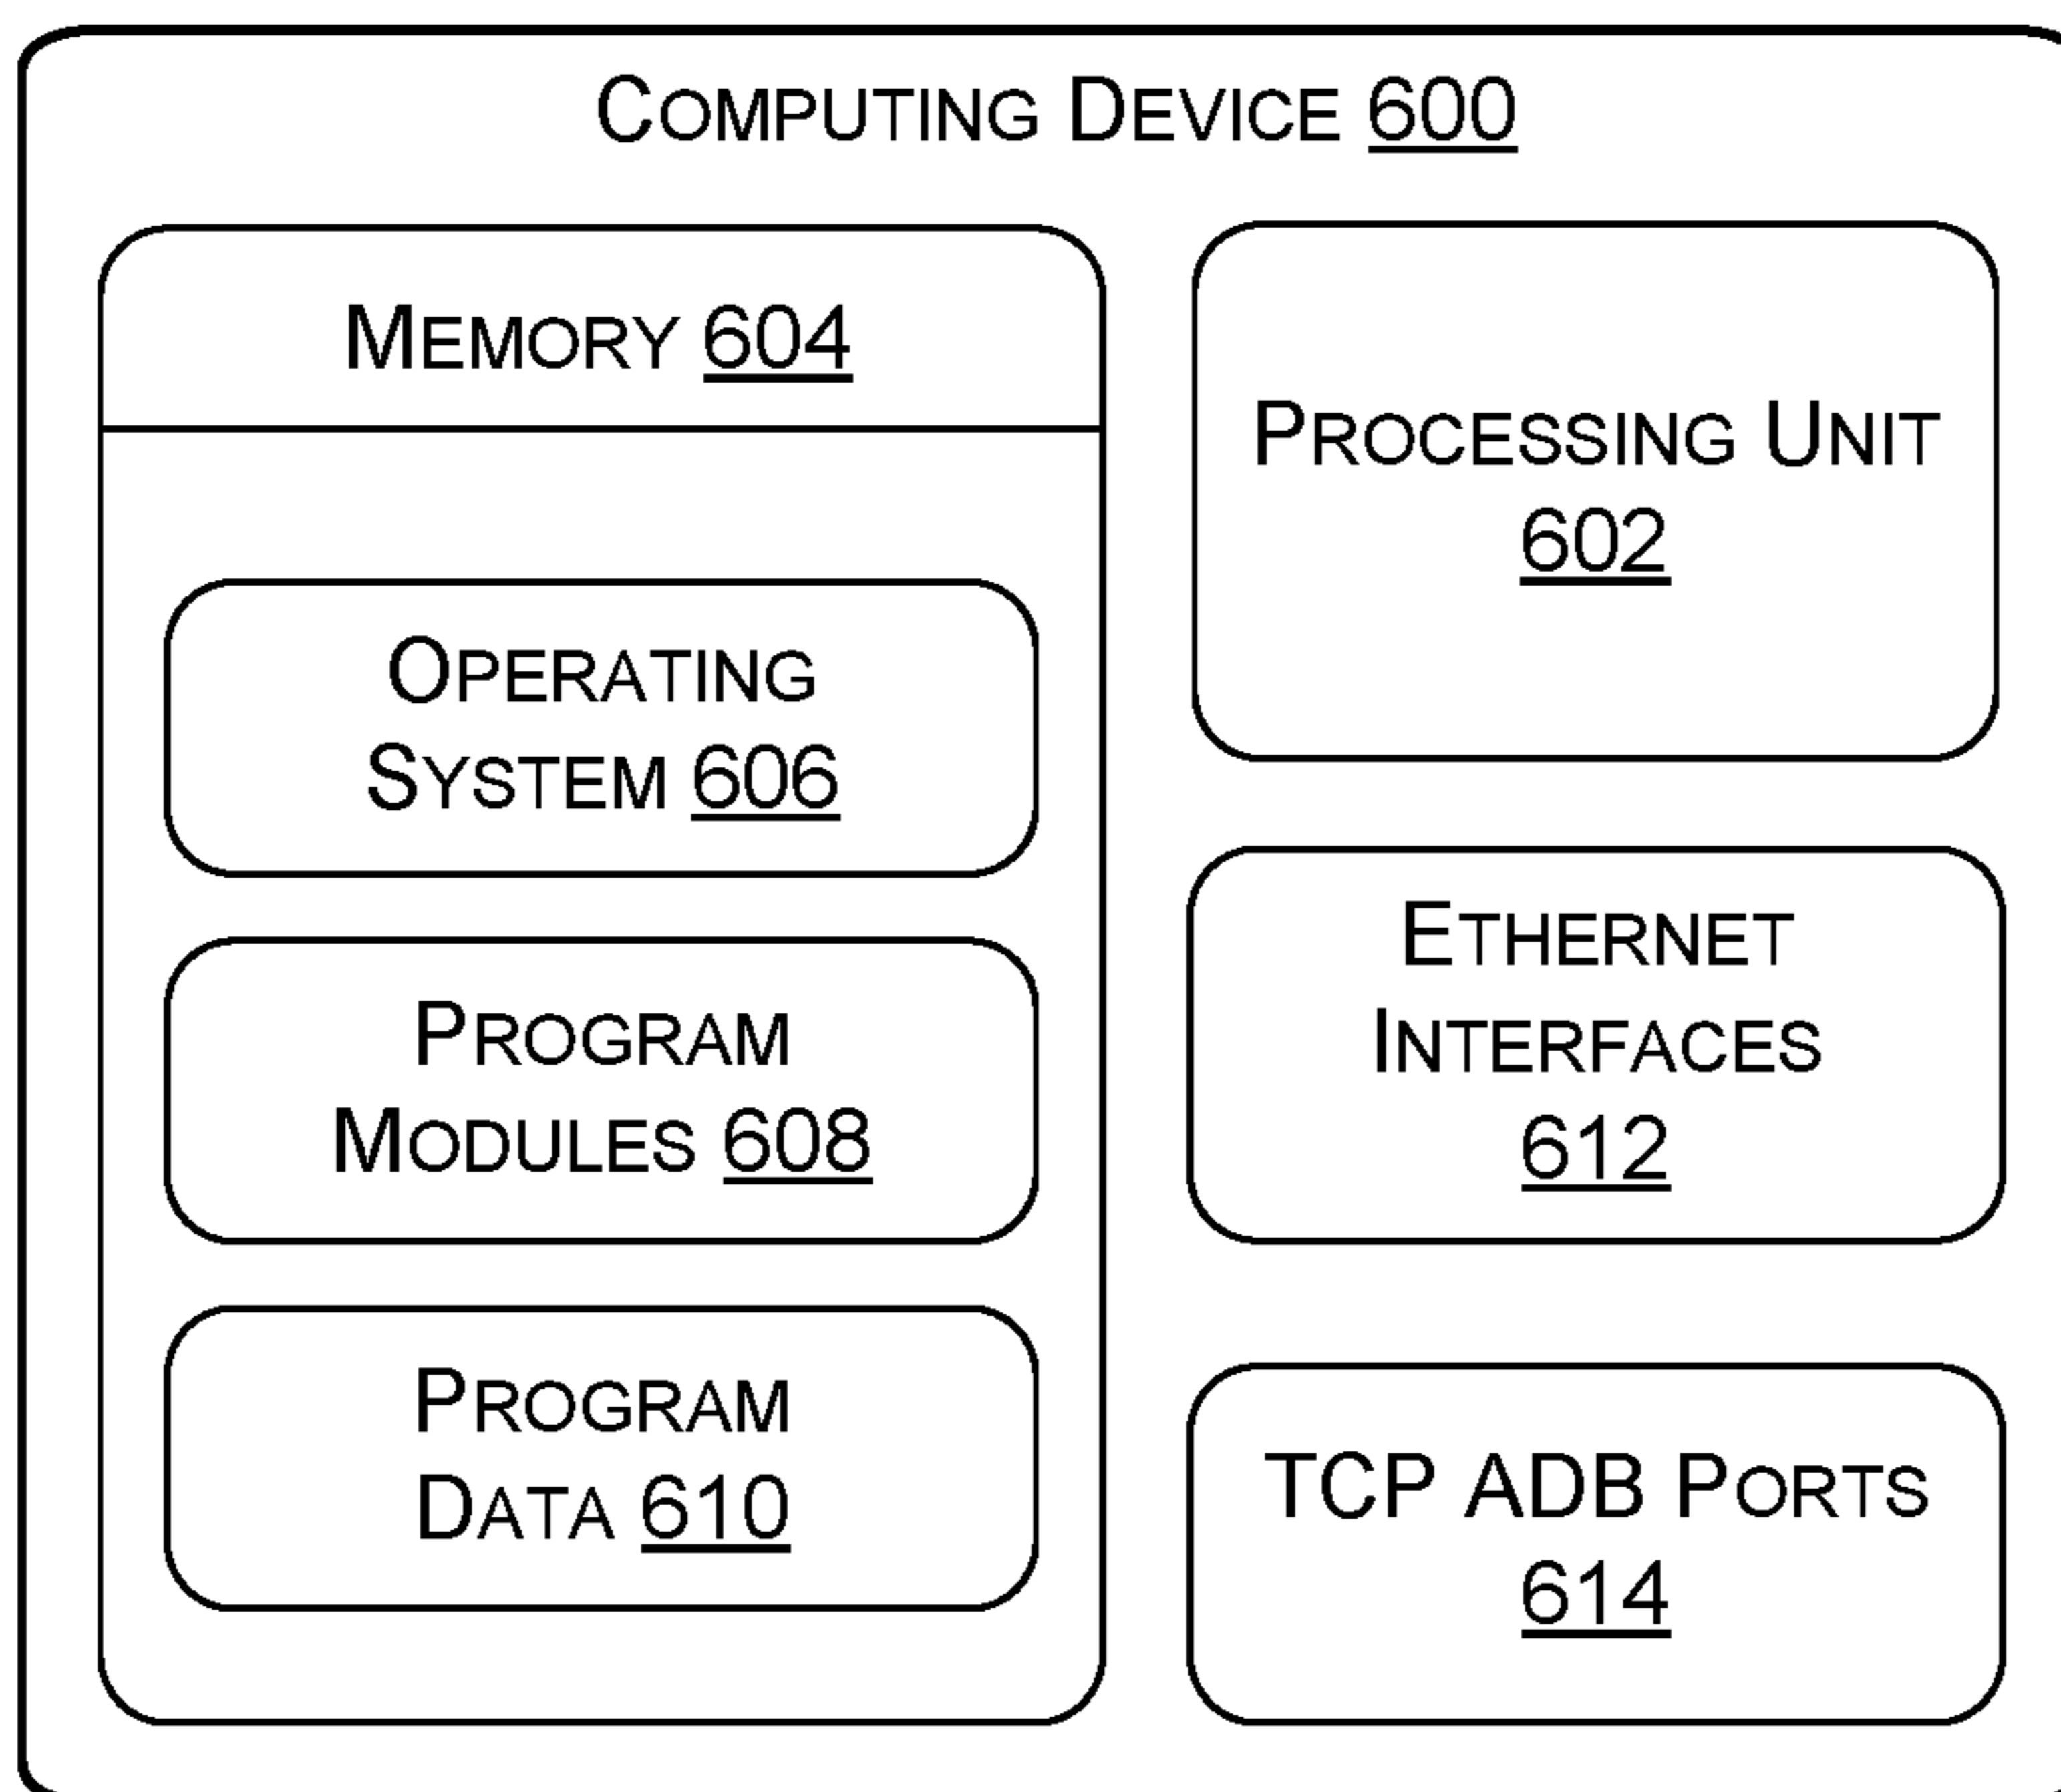 COMPUTING DEVICE 600
MEMORY 604
OPERATING
SYSTEM 606
PROGRAM
MODULES 608
PROGRAM
DATA 610
PROCESSING UNIT
602
ETHERNET
INTERFACES
612
TCP ADB PORTS
614